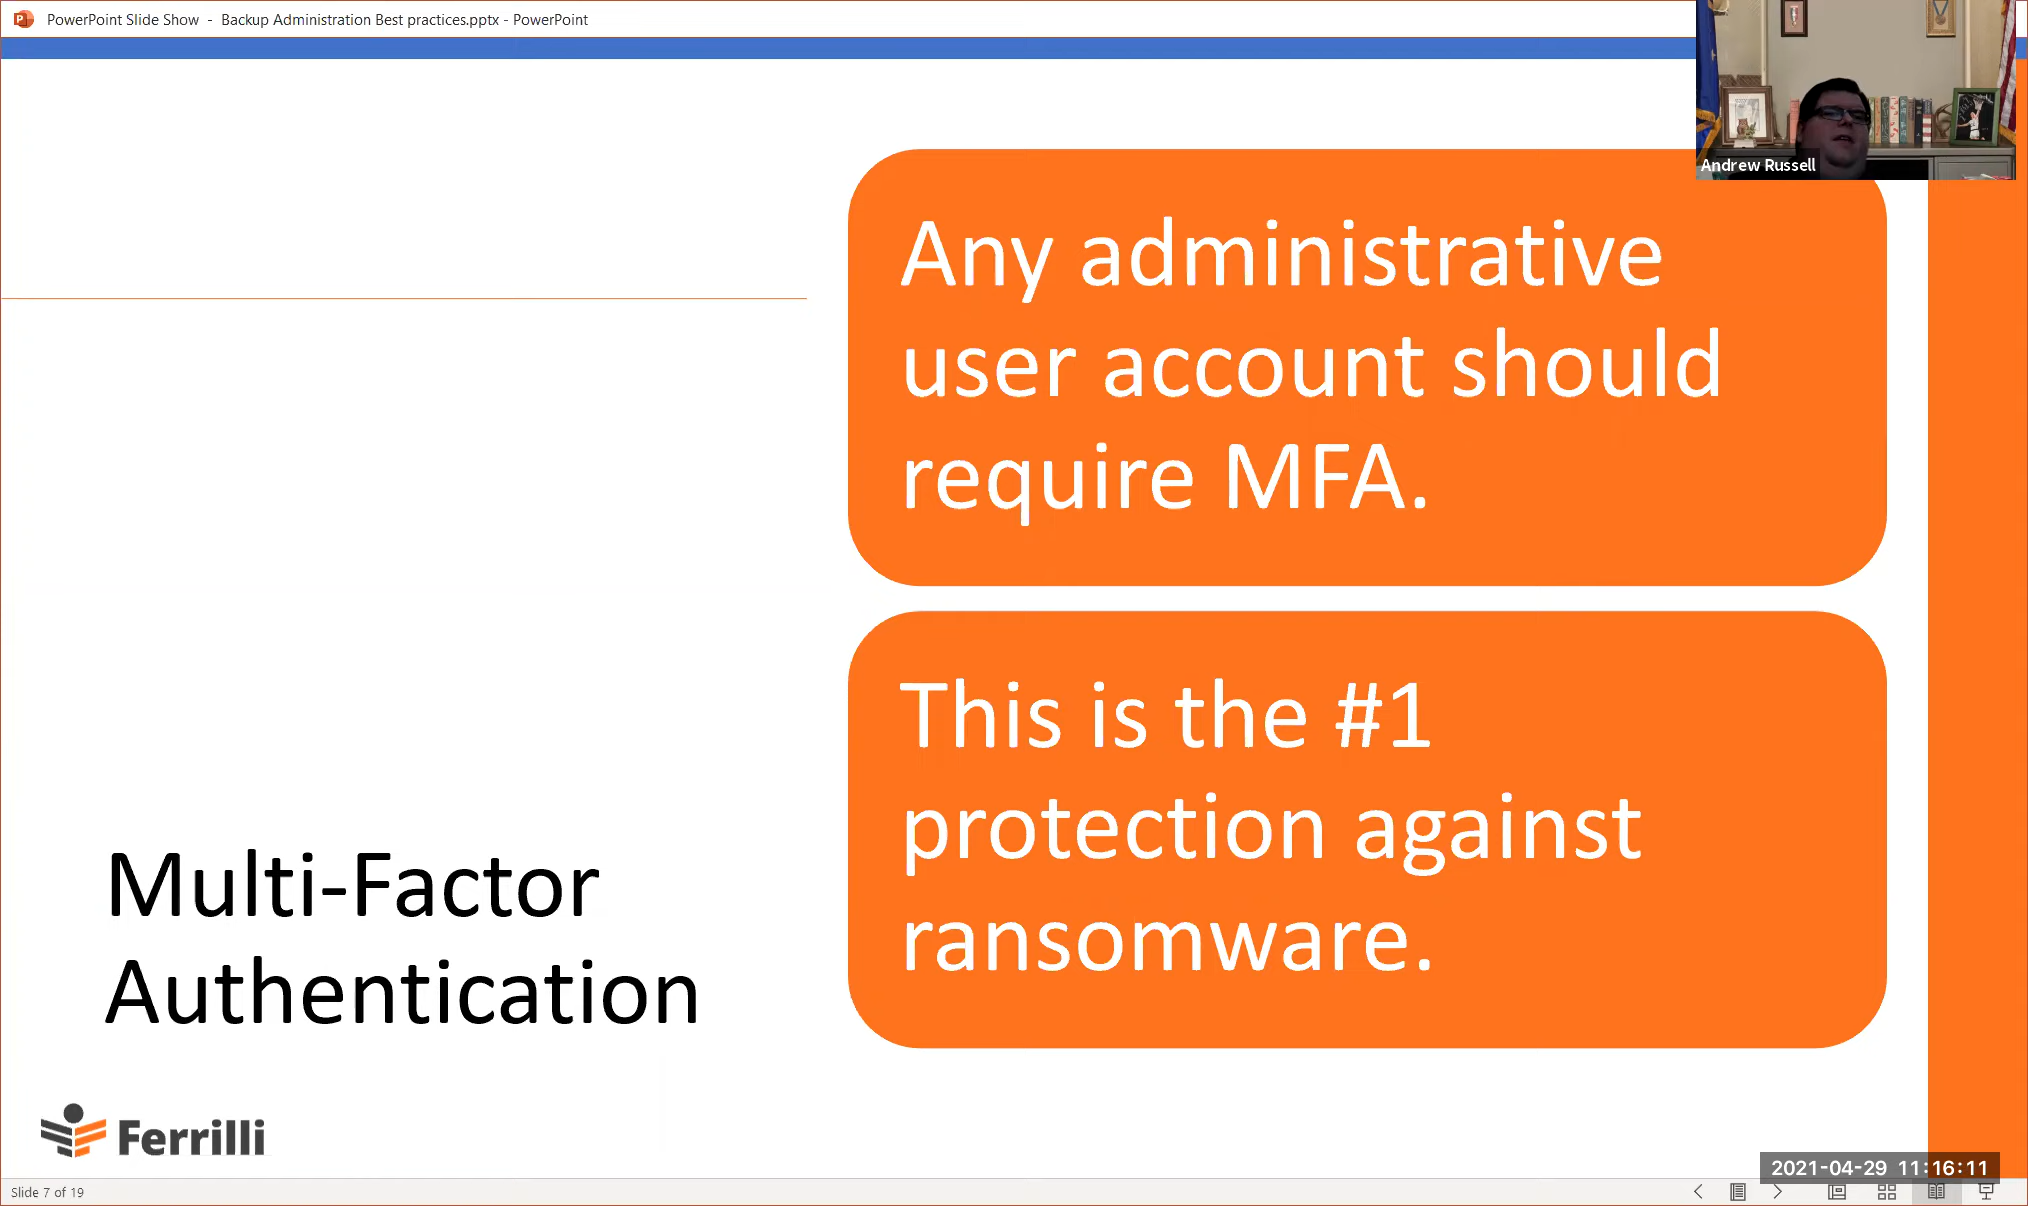 PowerPoint Slide Show - Backup Administration Best practices.pptx - PowerPoint
Andrew Russell
Any administrative
user account should
require MFA.
This is the #1
protection against
ransomware.
Multi-Factor
Authentication
Ferrilli
2021-04-29 11:16:11
Slide 7 of 19